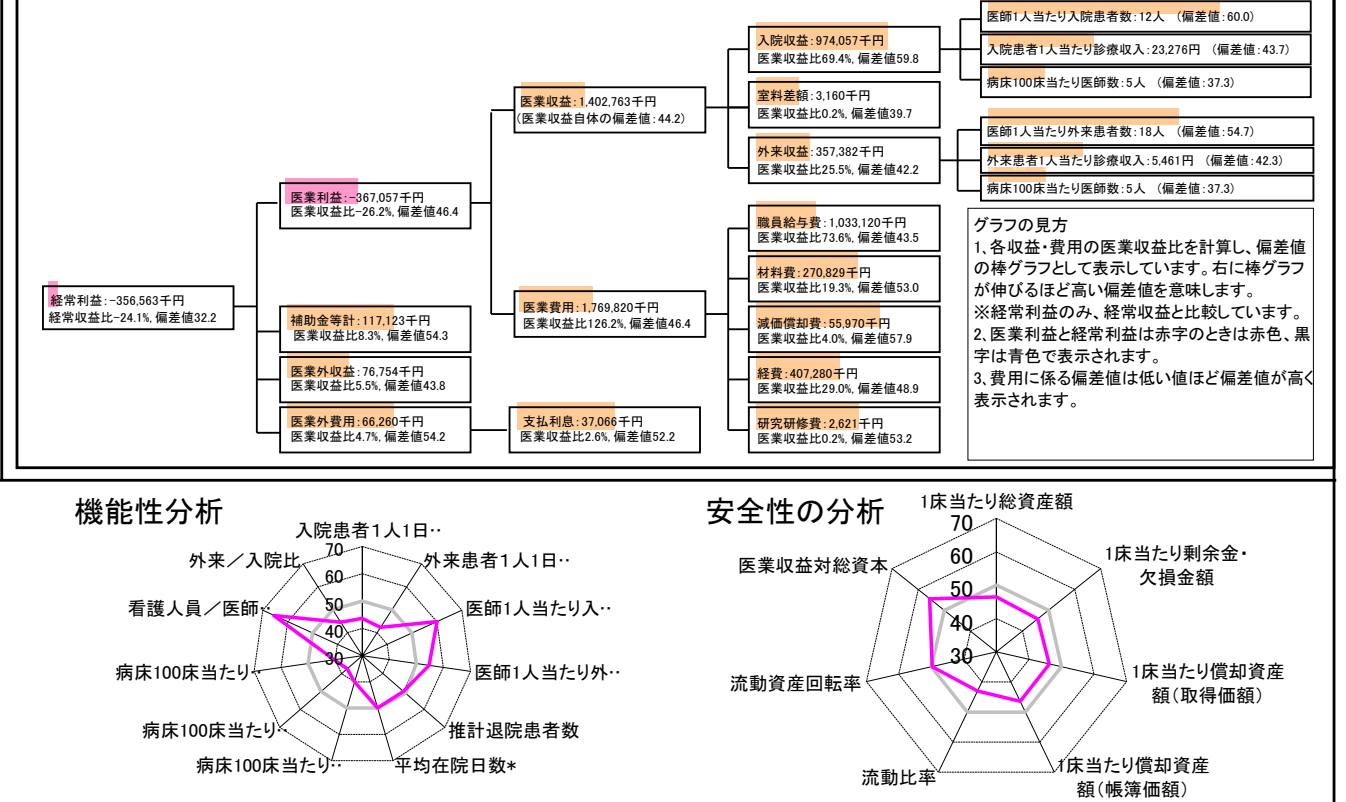 経常利益：-356,563千円
経常収益比-24.1%, 偏差値32.2
医業利益：-367,057千円
医業収益比-26.2%, 偏差値46.4
補助金等計：117,123千円
医業収益比8.3%, 偏差値54.3
医業外収益：76,754千円
医業収益比5.5%, 偏差値43.8
医業外費用：66,260千円
医業収益比4.7%, 偏差値54.2
医業収益：1,402,763千円
（医業収益自体の偏差値：44.2）
医業費用：1,769,820千円
医業収益比126.2%, 偏差値46.4
支払利息：37,066千円
医業収益比2.6%, 偏差値52.2
入院収益：974,057千円
医業収益比69.4%, 偏差値59.8
室料差額：3,160千円
医業収益比0.2%, 偏差値39.7
外来収益：357,382千円
医業収益比25.5%, 偏差値42.2
職員給与費：1,033,120千円
医業収益比73.6%, 偏差値43.5
材料費：270,829千円
医業収益比19.3%, 偏差値53.0
減価償却費：55,970千円
医業収益比4.0%, 偏差値57.9
経費：407,280千円
医業収益比29.0%, 偏差値48.9
研究研修費：2,621千円
医業収益比0.2%, 偏差値53.2
医師1人当たり入院患者数：12人 （偏差値：60.0）
入院患者1人当たり診療収入：23,276円 （偏差値：43.7）
病床100床当たり医師数：5人 （偏差値：37.3）
医師1人当たり外来患者数：18人 （偏差値：54.7）
外来患者1人当たり診療収入：5,461円 （偏差値：42.3）
病床100床当たり医師数：5人 （偏差値：37.3）
グラフの見方
1、各収益・費用の医業収益比を計算し、偏差値
の棒グラフとして表示しています。右に棒グラフ
が伸びるほど高い偏差値を意味します。
※経常利益のみ、経常収益と比較しています。
2、医業利益と経常利益は赤字のときは赤色、黒
字は青色で表示されます。
3、費用に係る偏差値は低い値ほど偏差値が高く
表示されます。
機能性分析
入院患者1人1日‥
外来患者1人1日‥
医師1人当たり入‥
医師1人当たり外‥
推計退院患者数
平均在院日数*
病床100床当たり‥
病床100床当たり‥
病床100床当たり‥
看護人員／医師‥
外来／入院比
70
60
50
40
30
安全性の分析
1床当たり総資産額
1床当たり剰余金・
欠損金額
1床当たり償却資産
額（取得価額）
1床当たり償却資産
額（帳簿価額）
流動比率
流動資産回転率
医業収益対総資本
70
60
50
40
30